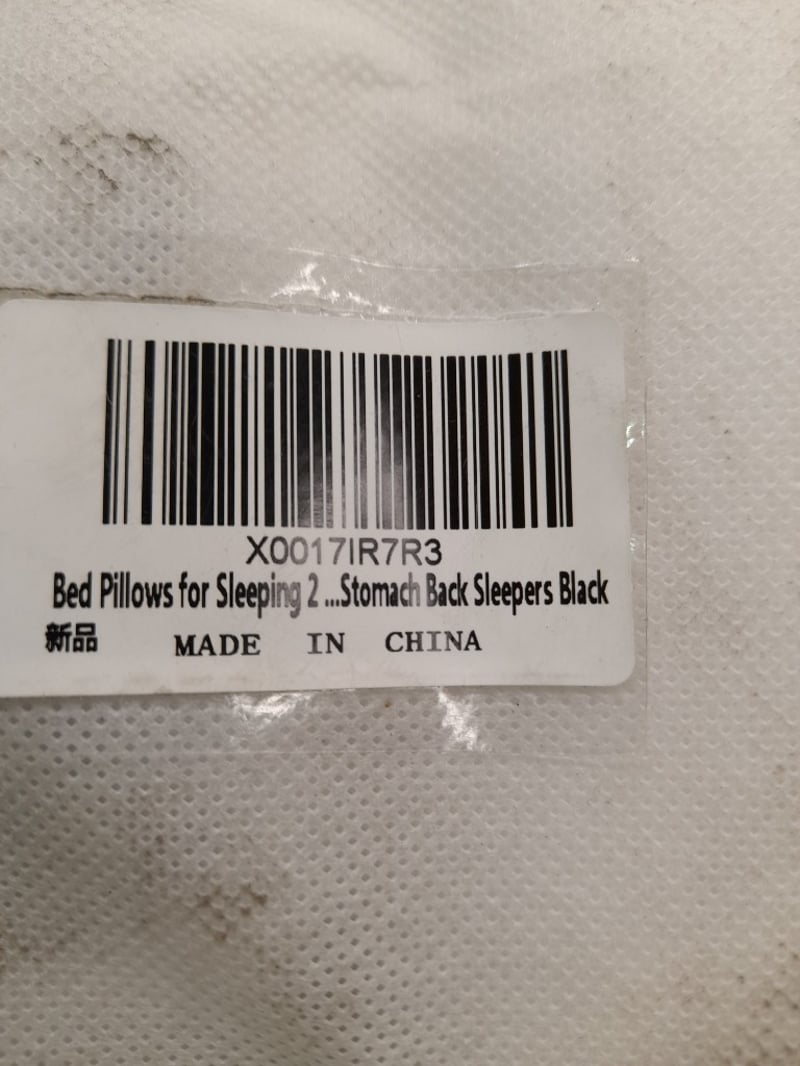 X0017IR7R3
Bed Pillows for Sleeping 2 ...Stomach Back Sleepers Black
新品 MADE IN CHINA